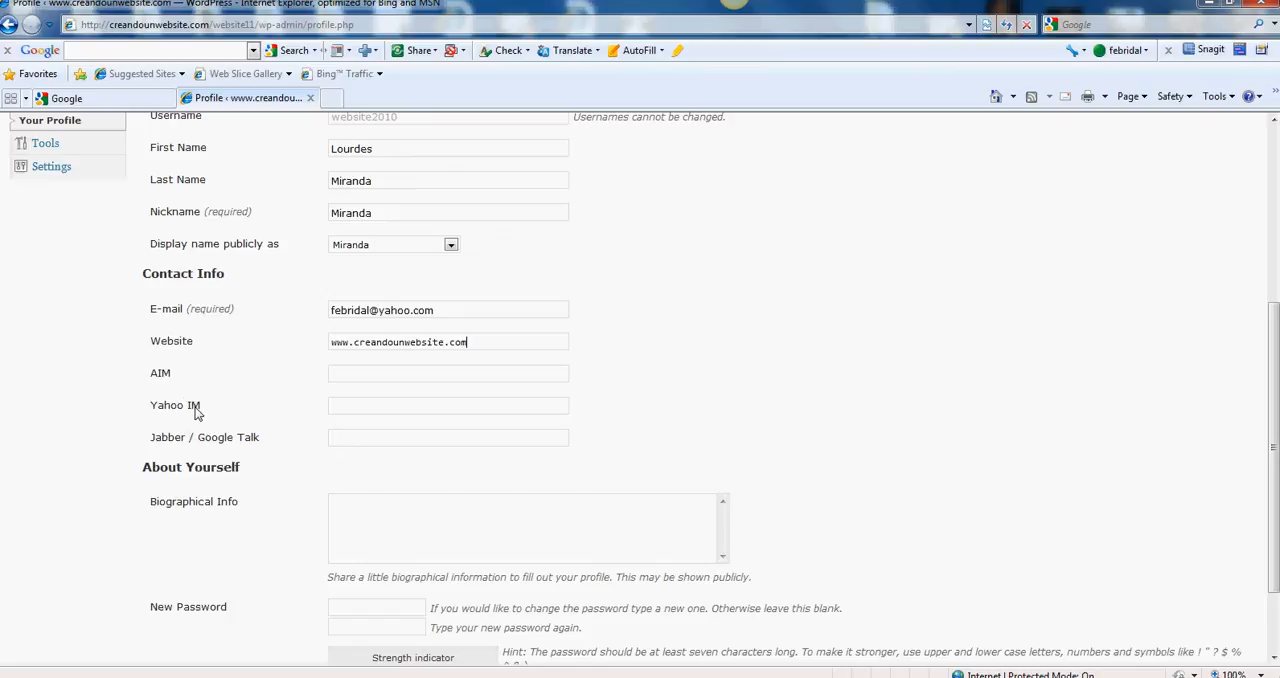 creandounwebsite.com — WordPress - Internet Explorer, optimized for Bing and MSN
http://creandounwebsite.com/website11/wp-admin/profile.php
Google
Google
Search
Share
Check
Translate
AutoFill
febridal
Snagit
Favorites
Suggested Sites
Web Slice Gallery
Bing™ Traffic
Google
Profile ‹ www.creandou...
Page
Safety
Tools
Your Profile
Tools
Settings
Username
website2010
Usernames cannot be changed.
First Name
Lourdes
Last Name
Miranda
Nickname (required)
Miranda
Display name publicly as
Miranda
Contact Info
E-mail (required)
febridal@yahoo.com
Website
www.creandounwebsite.com
AIM
Yahoo IM
Jabber / Google Talk
About Yourself
Biographical Info
Share a little biographical information to fill out your profile. This may be shown publicly.
New Password
If you would like to change the password type a new one. Otherwise leave this blank.
Type your new password again.
Strength indicator
Hint: The password should be at least seven characters long. To make it stronger, use upper and lower case letters, numbers and symbols like ! " ? $ %
^ & ).
Internet | Protected Mode: On
100%